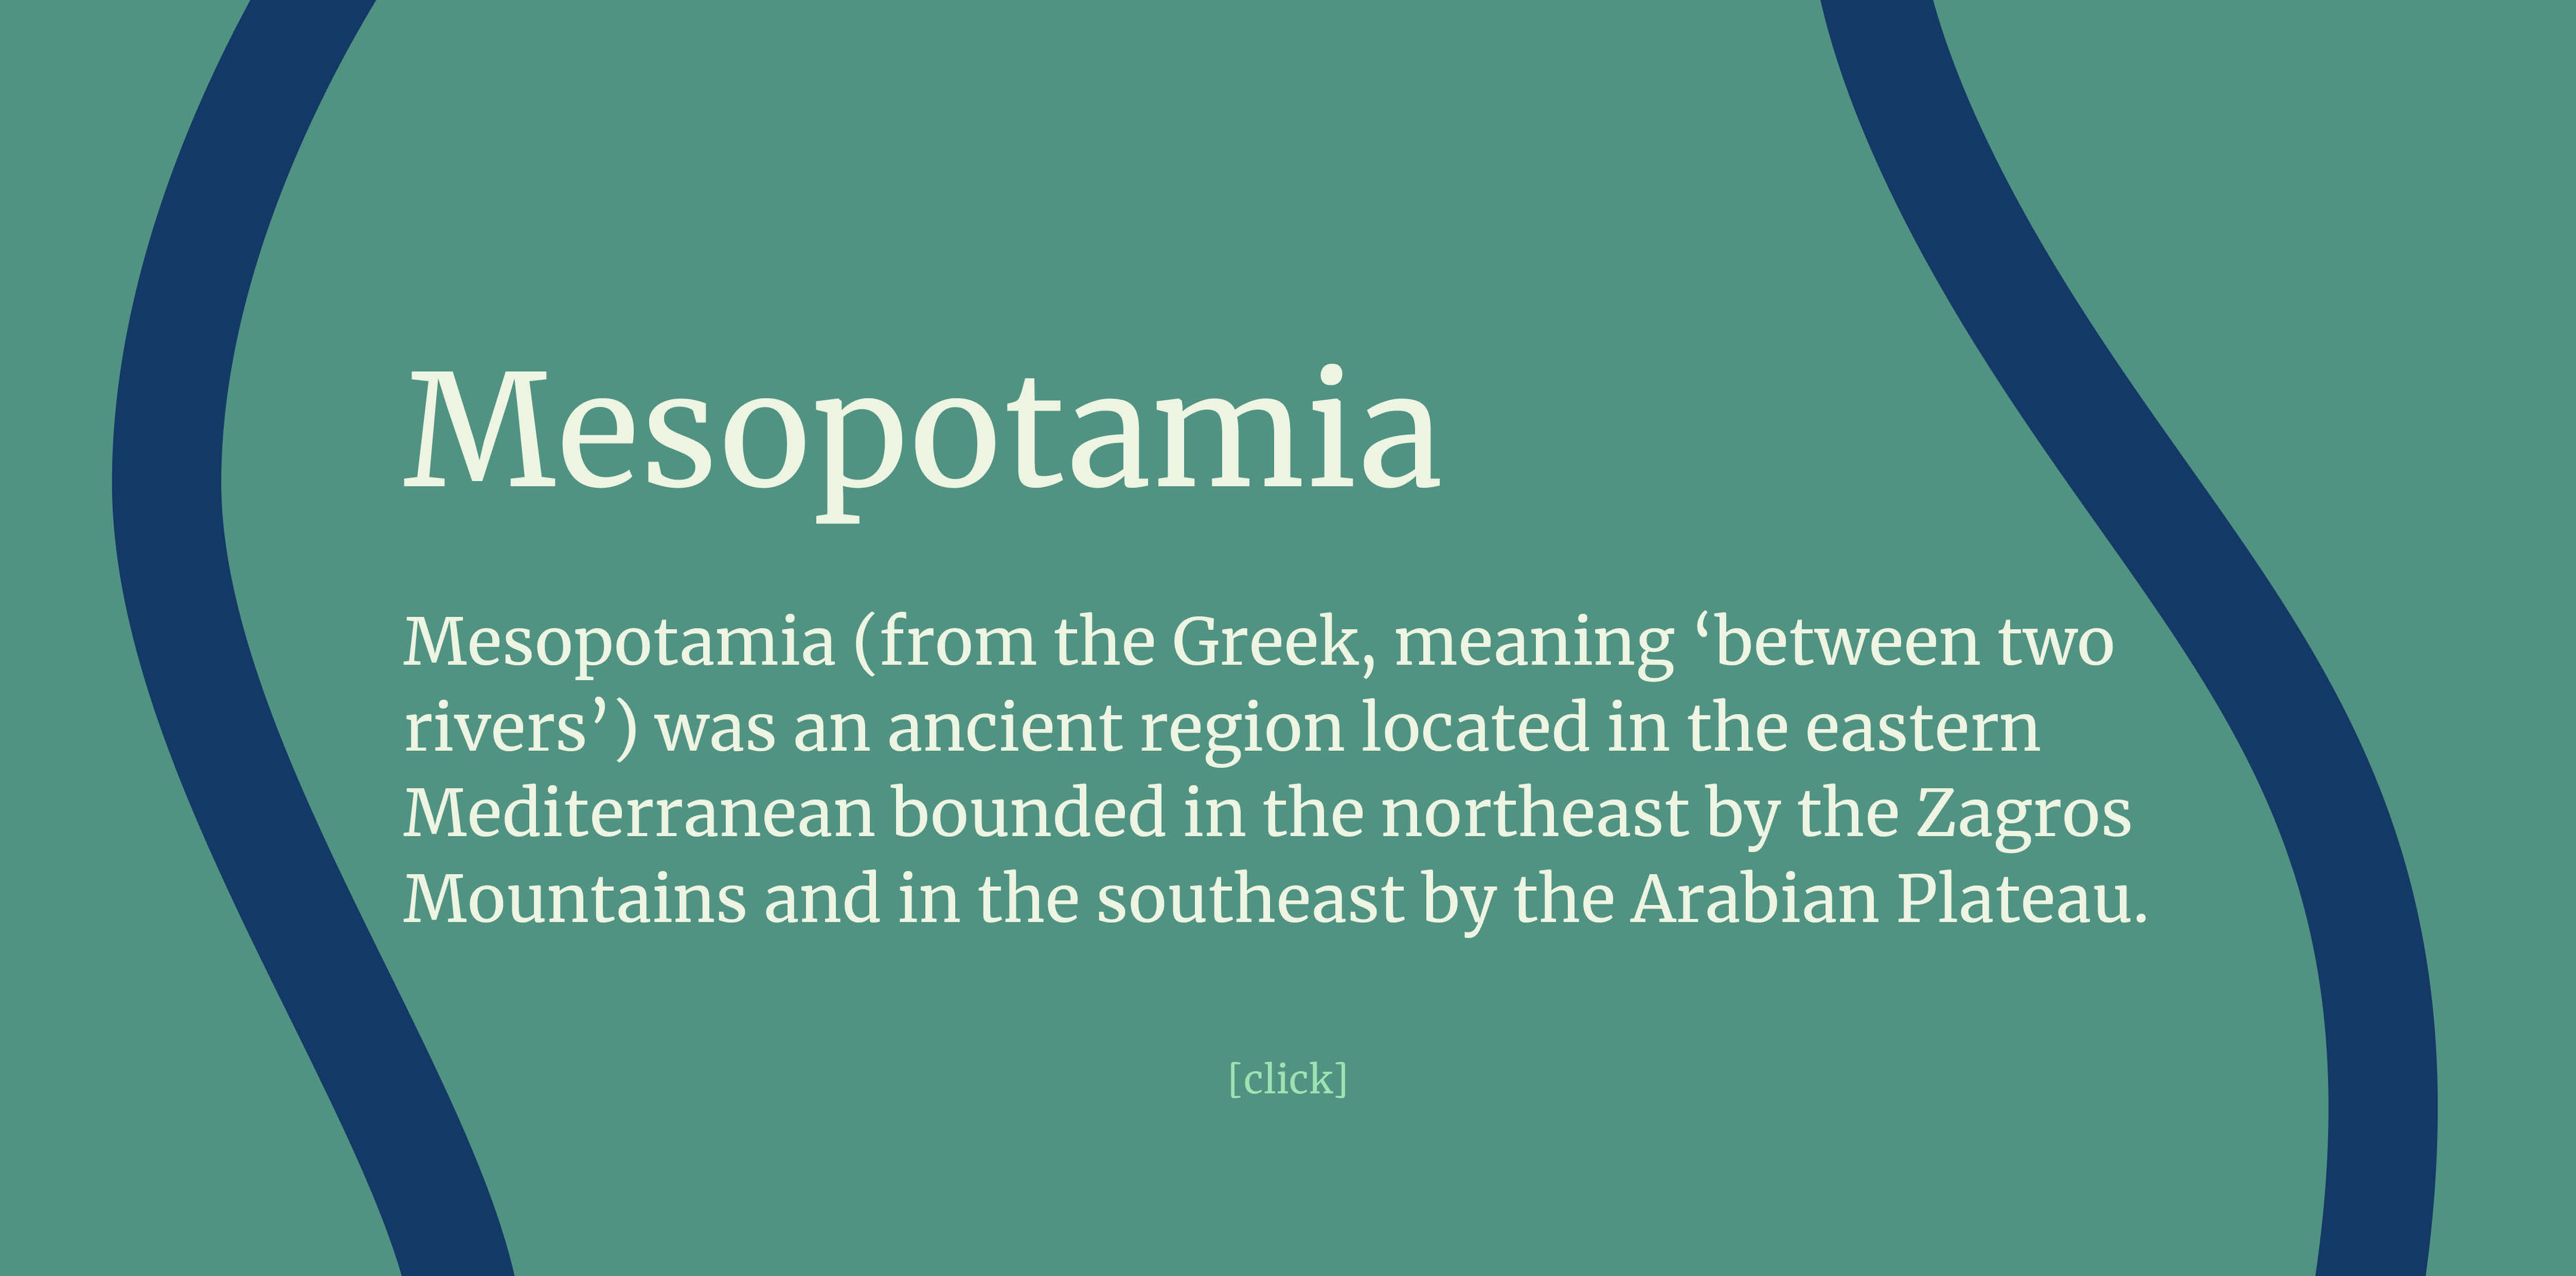 Mesopotamia
Mesopotamia (from the Greek, meaning ‘between two
rivers’) was an ancient region located in the eastern
Mediterranean bounded in the northeast by the Zagros
Mountains and in the southeast by the Arabian Plateau.
[click]